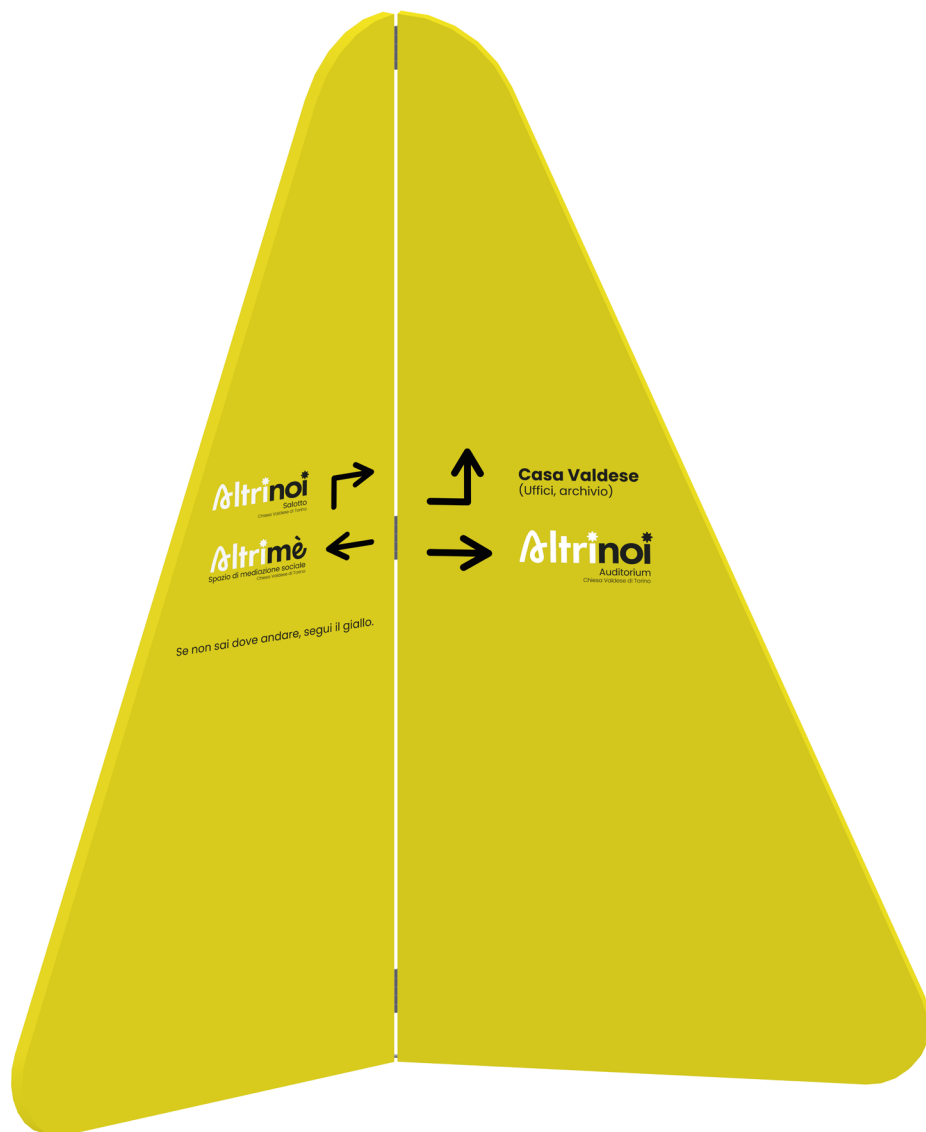 Altrinoi
Salotto
Chiesa Valdese di Torino
Altrimè
Spazio di mediazione sociale
Chiesa Valdese di Torino
Se non sai dove andare, segui il giallo.
Casa Valdese
(Uffici, archivio)
Altrinoi
Auditorium
Chiesa Valdese di Torino